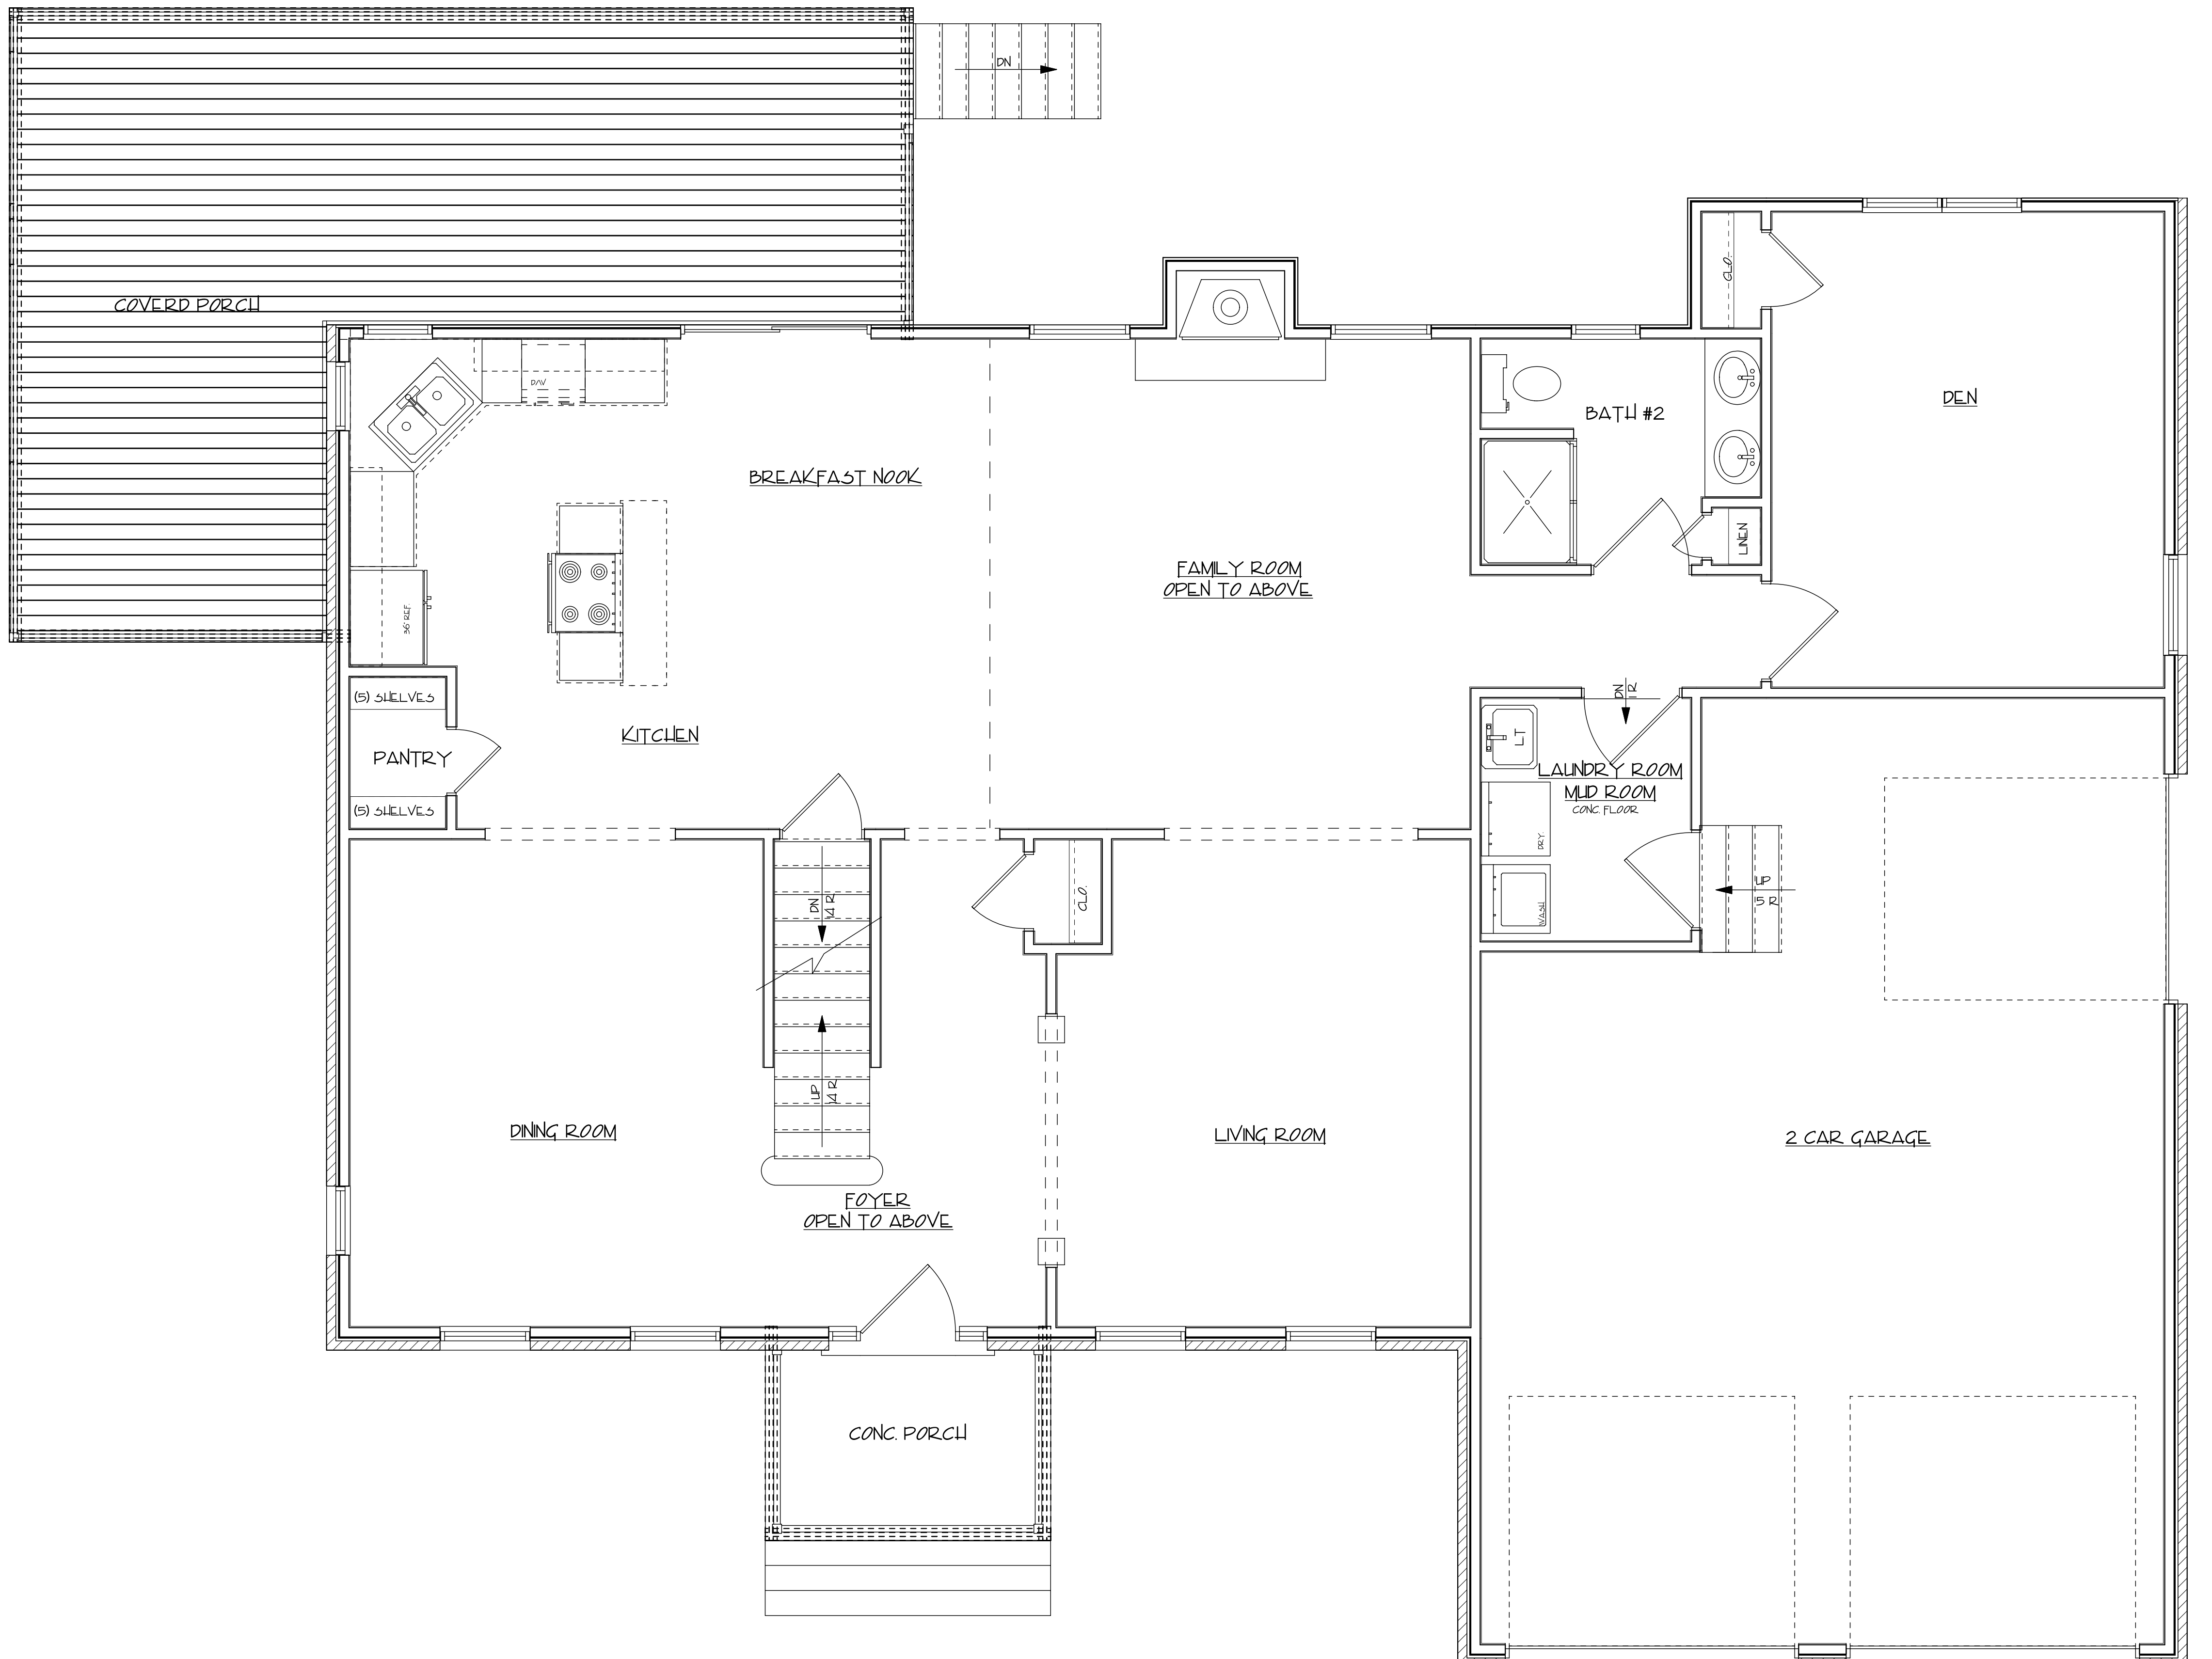 DN
COVERD PORCH
CLO.
DEN
DW
BATH #2
BREAKFAST NOOK
LINEN
FAMILY ROOM
OPEN TO ABOVE
36" REF.
(5) SHELVES
DN
R
KITCHEN
LT
PANTRY
LAUNDRY ROOM
MUD ROOM
CONC. FLOOR
(5) SHELVES
DRY.
UP
5 R
CLO.
DN
14 R
WASH
UP
14 R
DINING ROOM
LIVING ROOM
2 CAR GARAGE
FOYER
OPEN TO ABOVE
CONC. PORCH